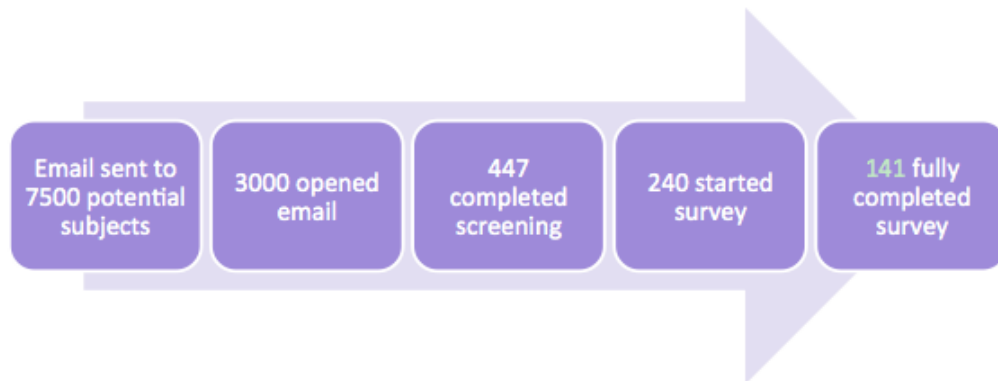 Email sent to
7500 potential
subjects
3000 opened
email
447
completed
screening
240 started
survey
141 fully
completed
survey